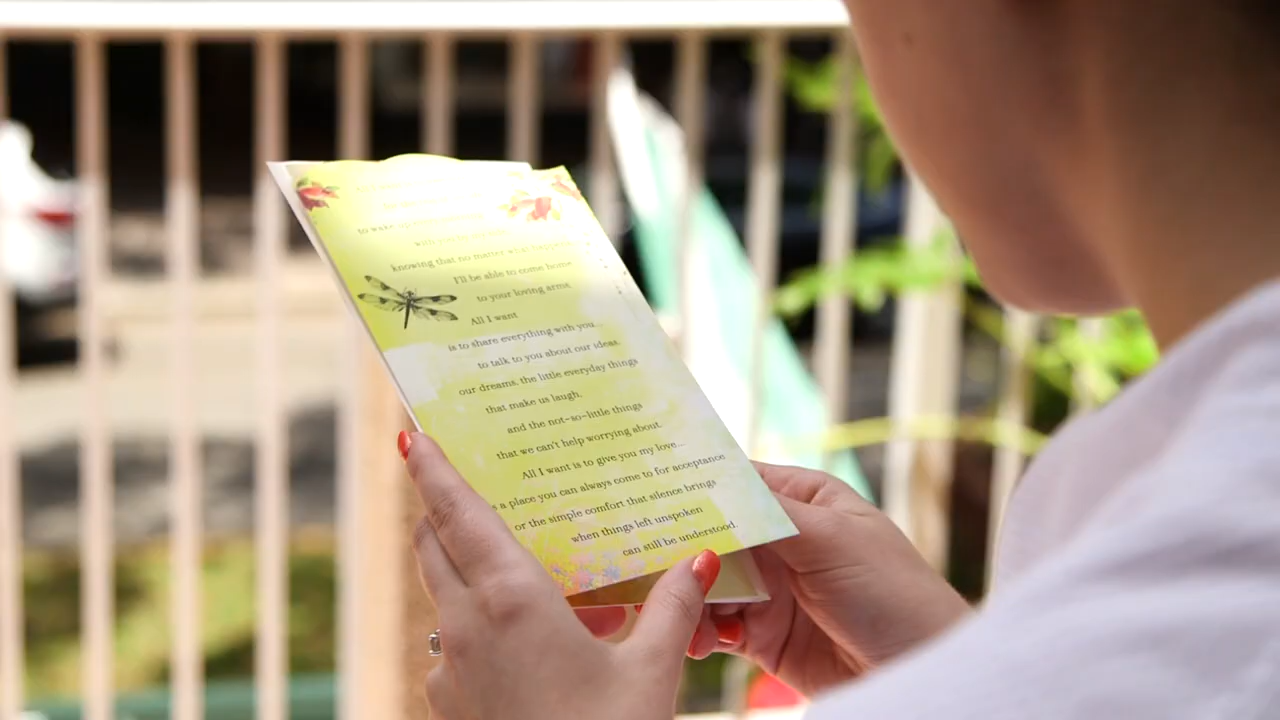 to wake up
knowing that no matter what happens
I'll be able to come home
to your loving arms.
All I want
is to share everything with you...
to talk to you about our ideas,
our dreams, the little everyday things
that make us laugh,
and the not-so-little things
that we can't help worrying about.
All I want is to give you my love...
a place you can always come to for acceptance
or the simple comfort that silence brings
when things left unspoken
can still be understood.